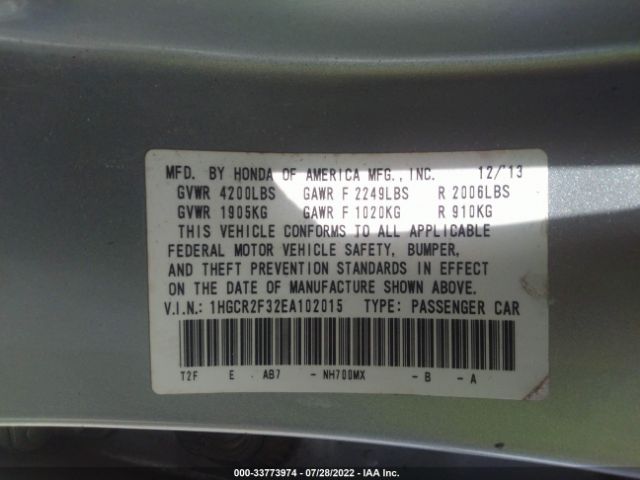 MFD. BY HONDA OF AMERICA MFG., INC. 12/'13
GVWR 4200LBS GAWR F 2249LBS R 2006LBS
GVWR 1905KG GAWR F 1020KG R 910KG
THIS VEHICLE CONFORMS TO ALL APPLICABLE
FEDERAL MOTOR VEHICLE SAFETY, BUMPER,
AND THEFT PREVENTION STANDARDS IN EFFECT
ON THE DATE OF MANUFACTURE SHOWN ABOVE.
V.I.N.: 1HGCR2F32EA102015 TYPE: PASSENGER CAR
T2F E AB7 - NH700MX - B - A
000-33773974 / 07/28/2022 - IAA Inc.